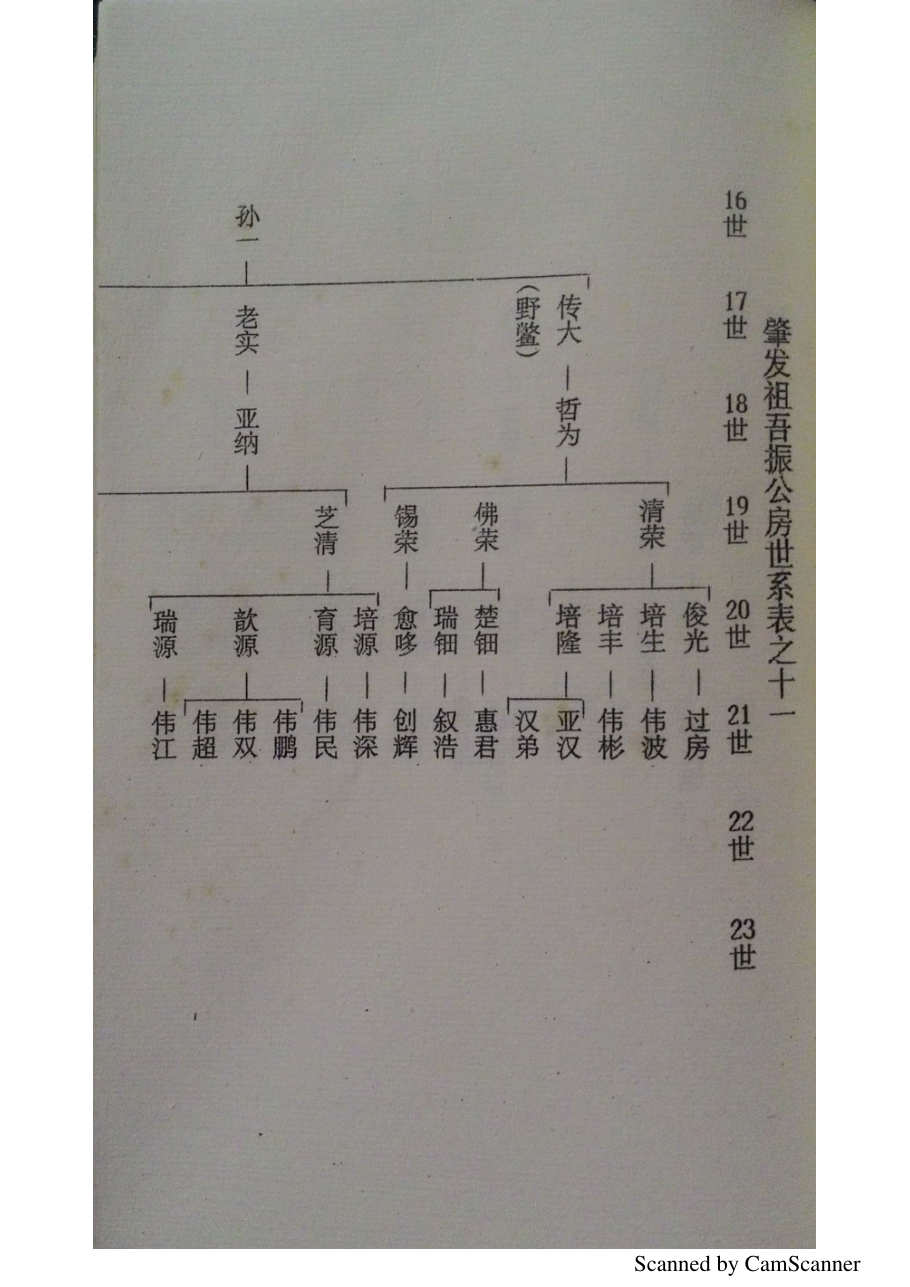 肇发祖吾振公房世系表之十一
16世
17世
18世
19世
20世
21世
22世
23世
孙一
传大
（野鳖）
老实
哲为
亚纳
清荣
佛荣
锡荣
芝清
俊光
培生
培丰
培隆
楚钿
瑞钿
愈哆
培源
育源
歆源
瑞源
过房
伟波
伟彬
亚汉
汉弟
惠君
叙浩
创辉
伟深
伟民
伟鹏
伟双
伟超
伟江
Scanned by CamScanner